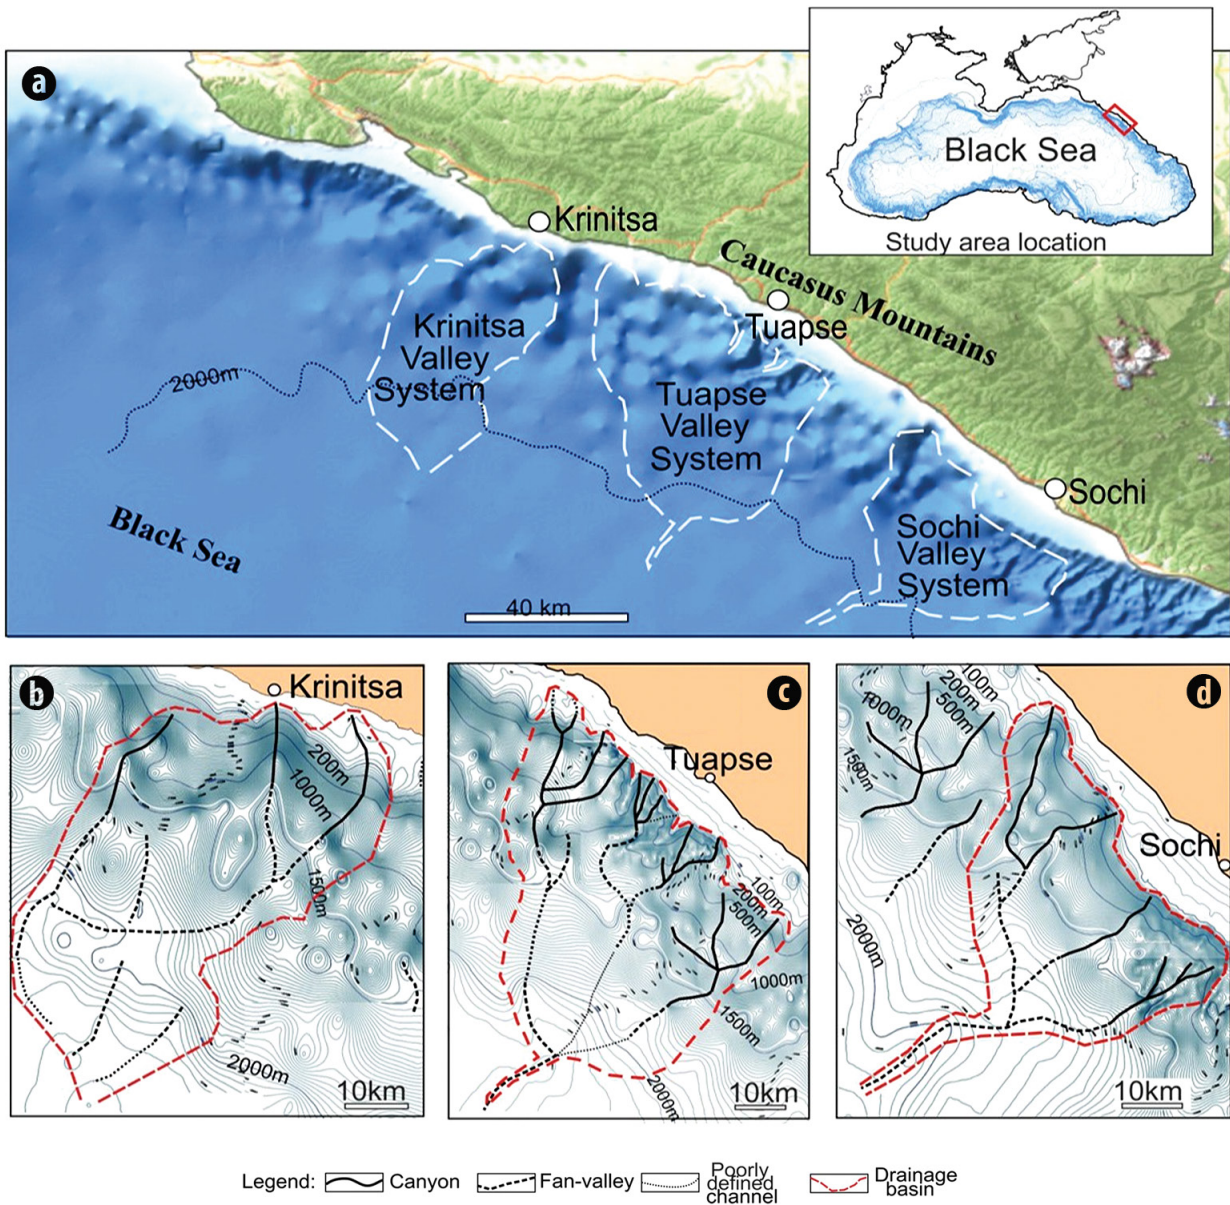 a
Black Sea
Study area location
Krinitsa
Caucasus Mountains
Tuapse
Krinitsa
Valley
System
2000m
Tuapse
Valley
System
Sochi
Sochi
Valley
System
Black Sea
40 km
b
Krinitsa
200m
1000m
1500m
2000m
10km
c
Tuapse
100m
200m
500m
1000m
1500m
2000m
10km
d
100m
200m
500m
1000m
1500m
Sochi
2000m
10km
Legend:
Canyon
Fan-valley
Poorly
defined
channel
Drainage
basin